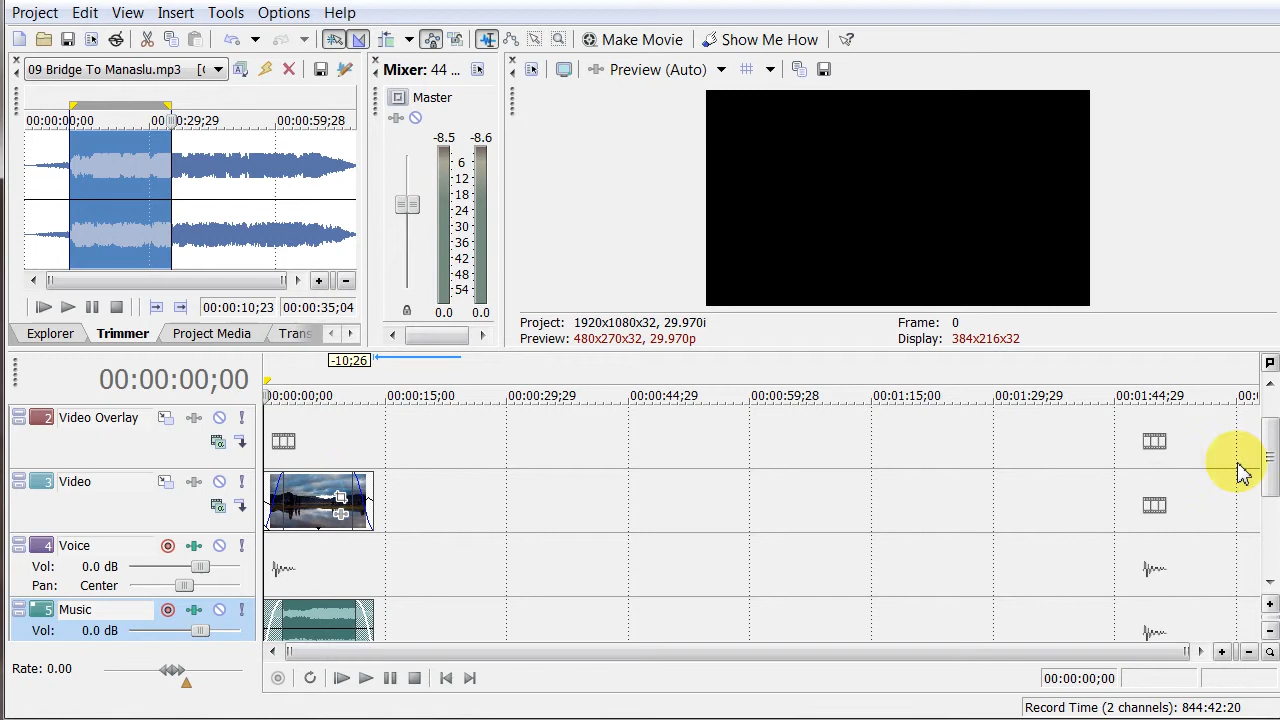 Project Edit View Insert Tools Options Help
Make Movie Show Me How
09 Bridge To Manaslu.mp3 [
Mixer: 44 ...
Preview (Auto)
Master
00:00:00;00 00:00:29;29 00:00:59;28
-8.5 -8.6
6
12
18
24
30
36
42
48
54
0.0 0.0
00:00:10;23 00:00:35;04
Explorer Trimmer Project Media Trans
Project: 1920x1080x32, 29.970i Frame: 0
Preview: 480x270x32, 29.970p Display: 384x216x32
-10;26
00:00:00;00
00:00:00;00 00:00:15;00 00:00:29;29 00:00:44;29 00:00:59;28 00:01:15;00 00:01:29;29 00:01:44;29 00:0
2 Video Overlay
3 Video
4 Voice
Vol: 0.0 dB
Pan: Center
5 Music
Vol: 0.0 dB
Rate: 0.00
00:00:00;00
Record Time (2 channels): 844:42:20